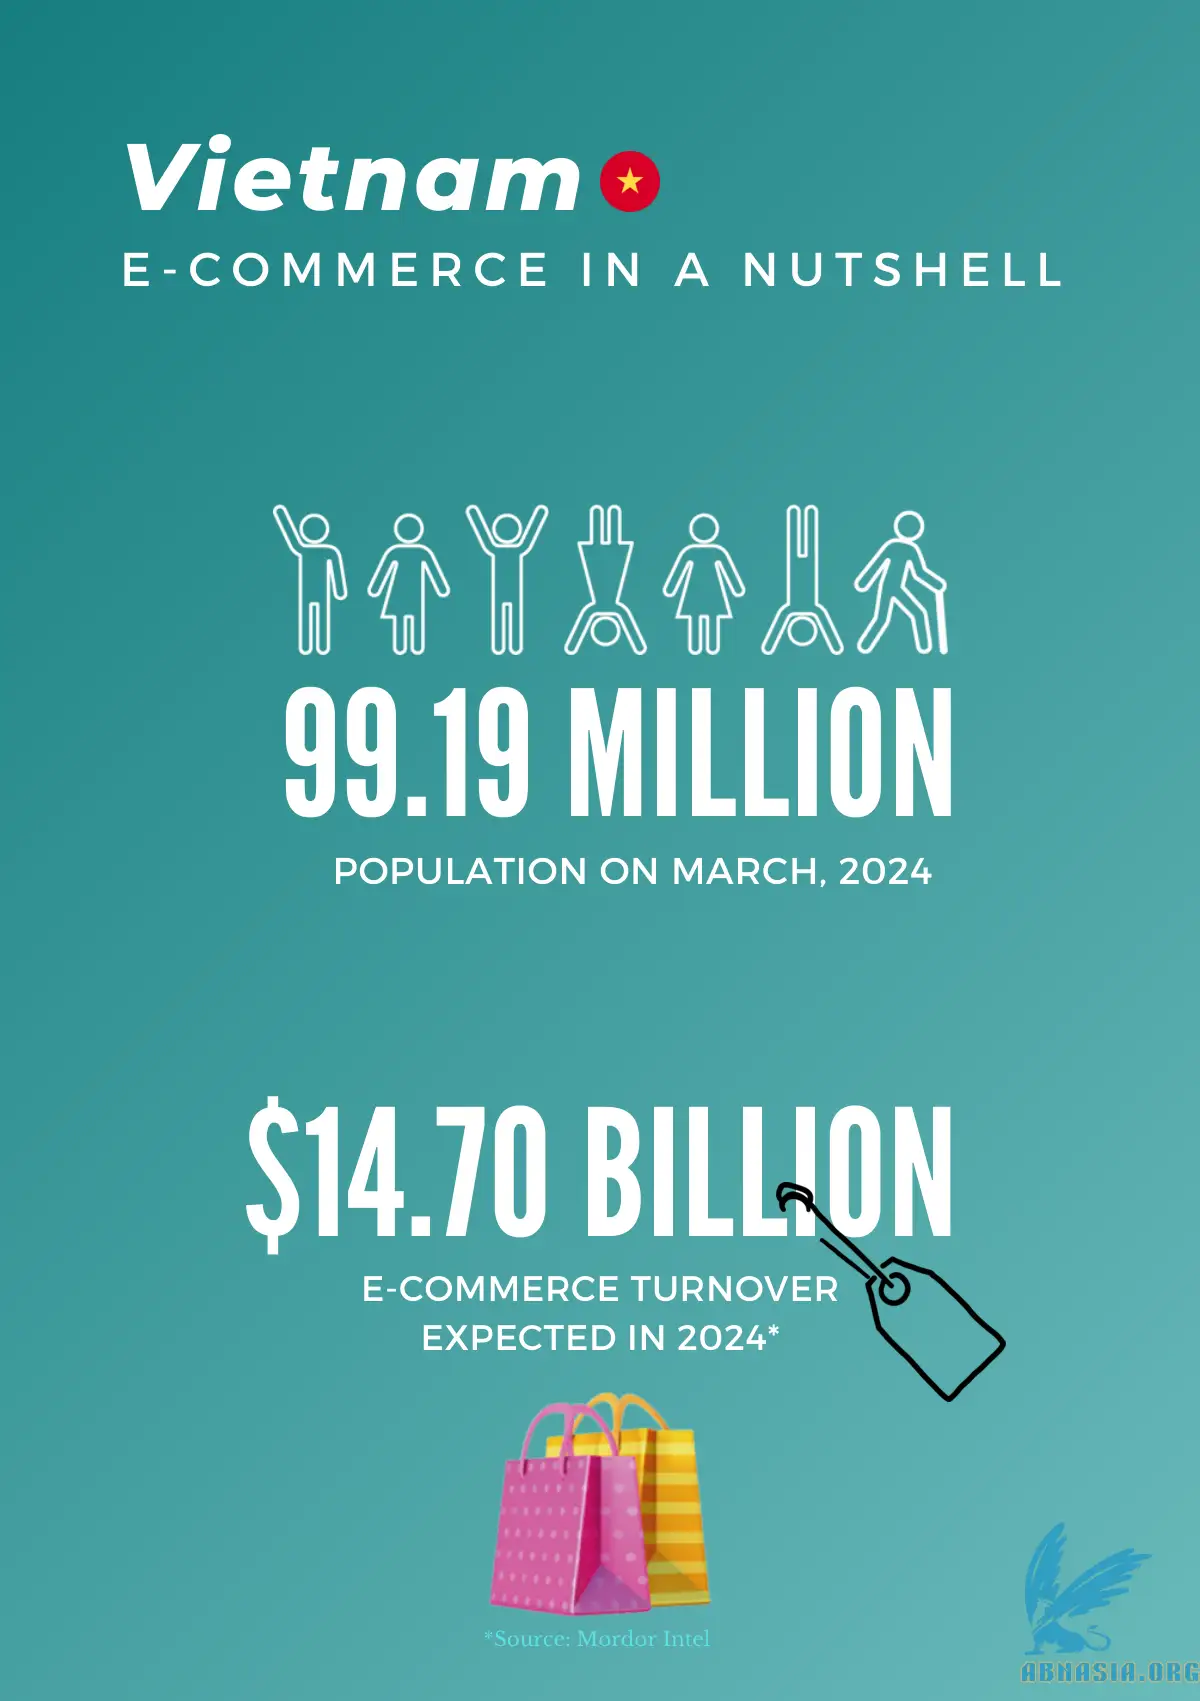 Vietnam
E-COMMERCE IN A NUTSHELL
99.19 MILLION
POPULATION ON MARCH, 2024
$14.70 BILLION
E-COMMERCE TURNOVER
EXPECTED IN 2024*
*Source: Mordor Intel
ABNASIA.ORG